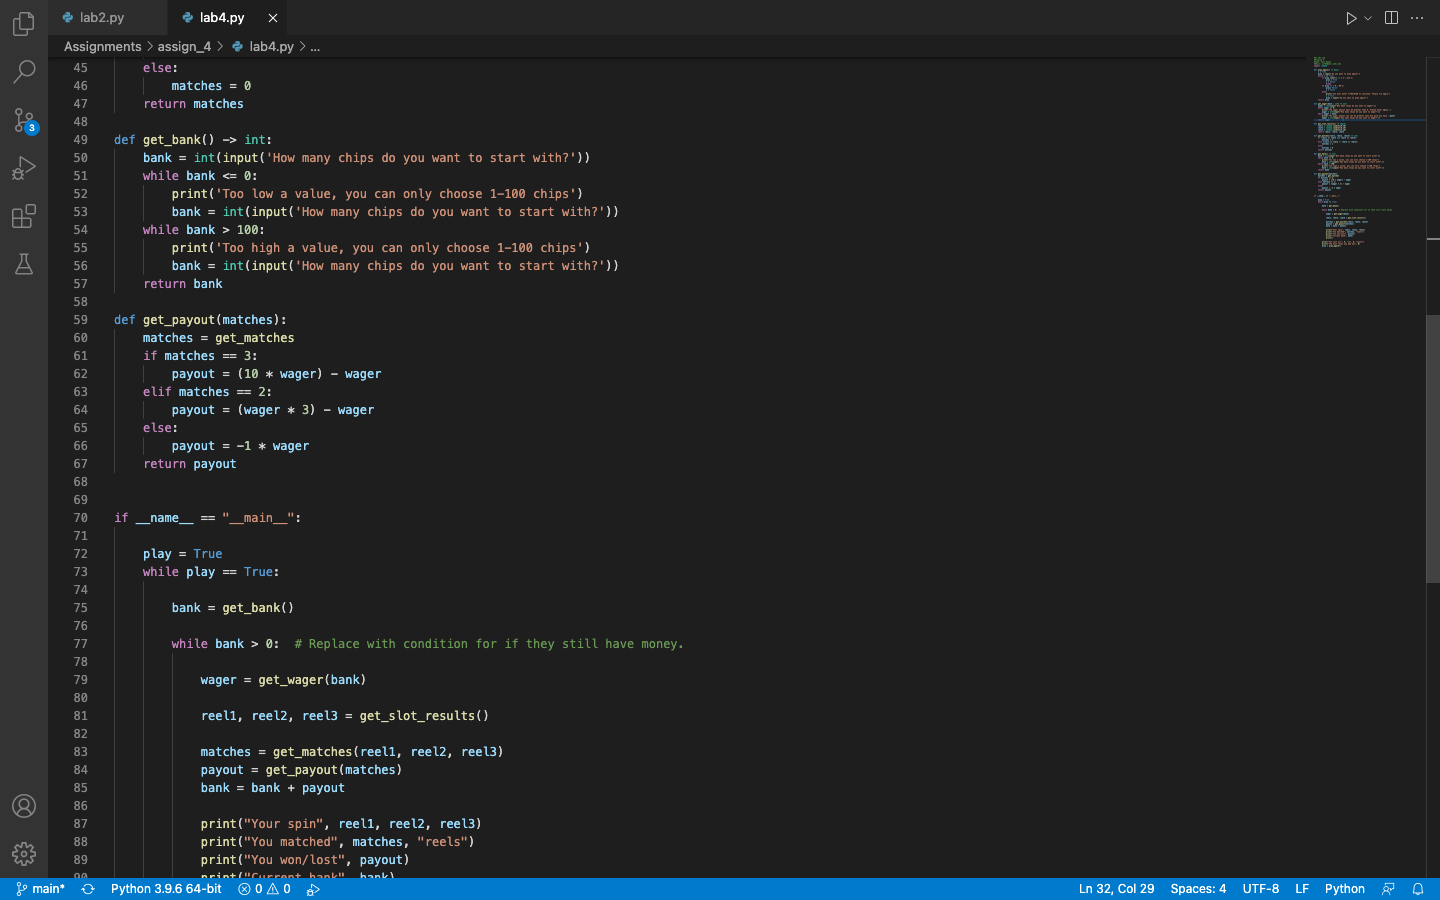 lab2.py
lab4.py
Assignments > assign_4 > lab4.py > ...
45 else:
46 matches = 0
47 return matches
48
49 def get_bank() -> int:
50 bank = int(input('How many chips do you want to start with?'))
51 while bank <= 0:
52 print('Too low a value, you can only choose 1-100 chips')
53 bank = int(input('How many chips do you want to start with?'))
54 while bank > 100:
55 print('Too high a value, you can only choose 1-100 chips')
56 bank = int(input('How many chips do you want to start with?'))
57 return bank
58
59 def get_payout(matches):
60 matches = get_matches
61 if matches == 3:
62 payout = (10 * wager) - wager
63 elif matches == 2:
64 payout = (wager * 3) - wager
65 else:
66 payout = -1 * wager
67 return payout
68
69
70 if __name__ == "__main__":
71
72 play = True
73 while play == True:
74
75 bank = get_bank()
76
77 while bank > 0:  # Replace with condition for if they still have money.
78
79 wager = get_wager(bank)
80
81 reel1, reel2, reel3 = get_slot_results()
82
83 matches = get_matches(reel1, reel2, reel3)
84 payout = get_payout(matches)
85 bank = bank + payout
86
87 print("Your spin", reel1, reel2, reel3)
88 print("You matched", matches, "reels")
89 print("You won/lost", payout)
90 print("Current bank", bank)
3
main* Python 3.9.6 64-bit 0 0 Ln 32, Col 29 Spaces: 4 UTF-8 LF Python